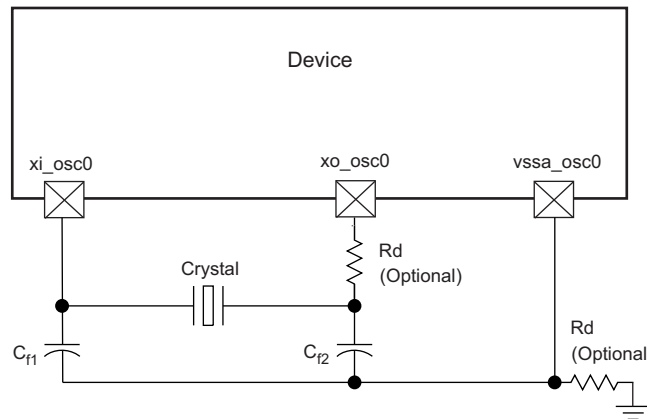 Device
xi_osc0
xo_osc0
vssa_osc0
Rd
(Optional)
Crystal
Rd
(Optional
Cf1
Cf2